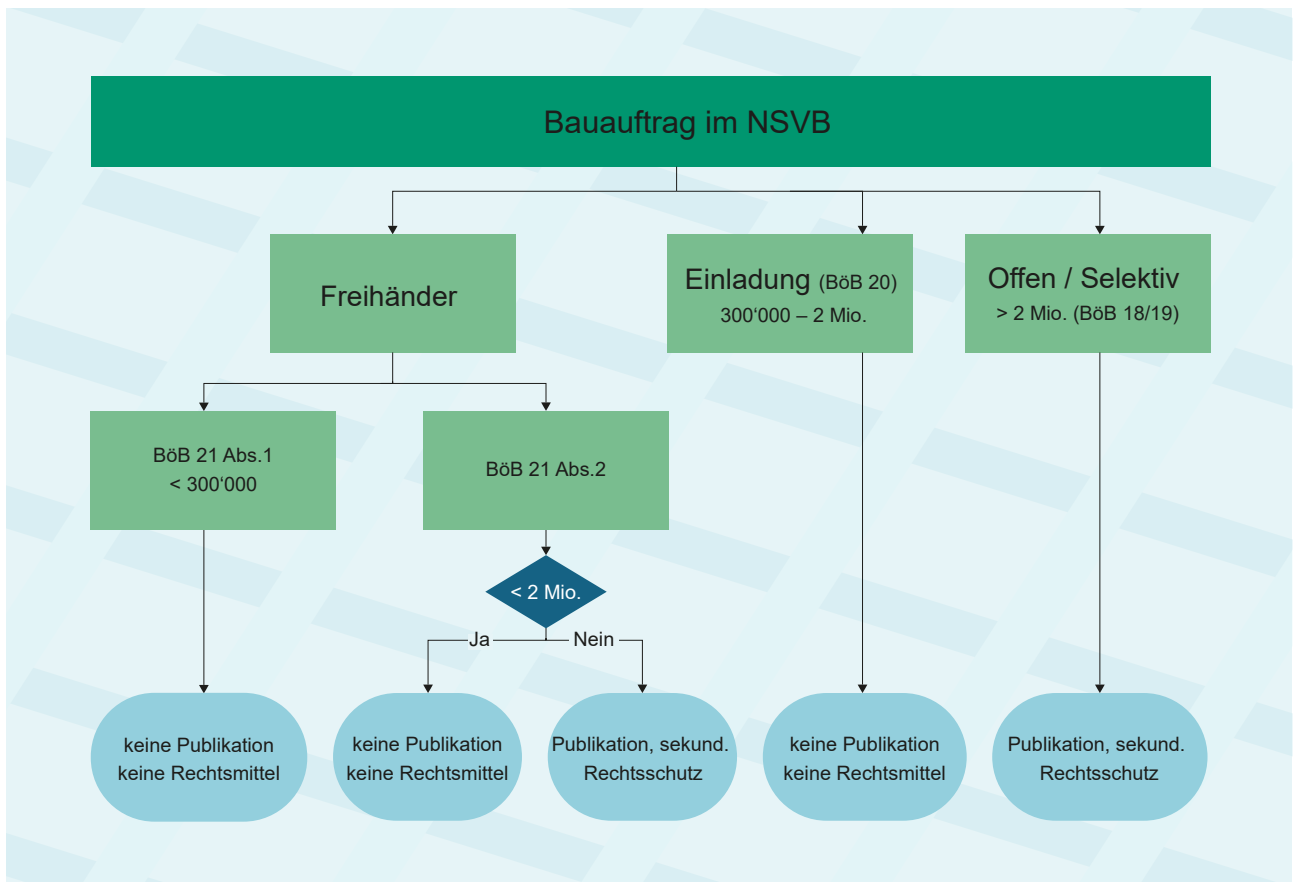 Bauauftrag im NSVB
Freihänder
Einladung (BöB 20)
300‘000 – 2 Mio.
Offen / Selektiv
> 2 Mio. (BöB 18/19)
BöB 21 Abs.1
< 300‘000
BöB 21 Abs.2
< 2 Mio.
Ja
Nein
keine Publikation
keine Rechtsmittel
keine Publikation
keine Rechtsmittel
Publikation, sekund.
Rechtsschutz
keine Publikation
keine Rechtsmittel
Publikation, sekund.
Rechtsschutz